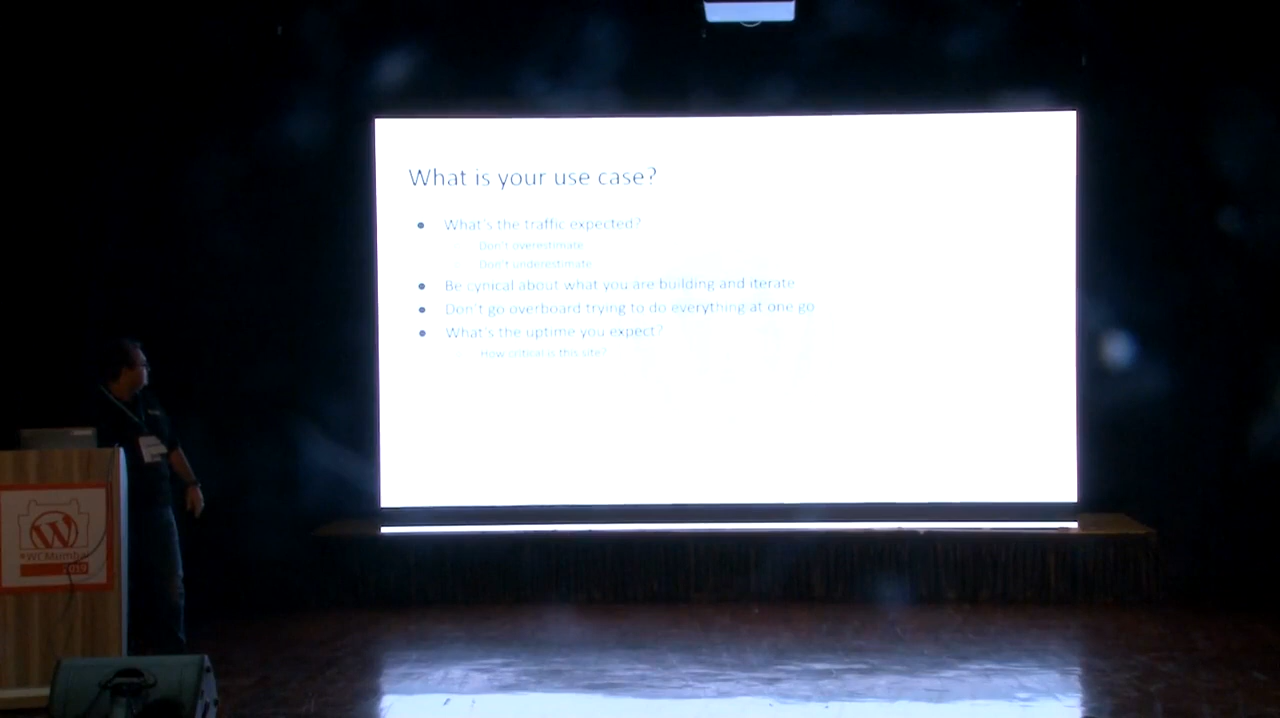 What is your use case?
● What's the traffic expected?
Don't overestimate
Don't underestimate
● Be cynical about what you are building and iterate
● Don't go overboard trying to do everything at one go
● What's the uptime you expect?
How critical is this site?
#WCMumbai
2019